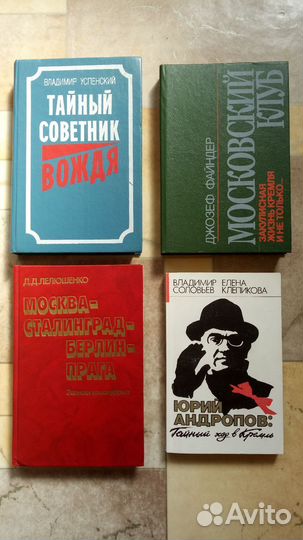 ВЛАДИМИР УСПЕНСКИЙ
ТАЙНЫЙ
СОВЕТНИК
ВОЖДЯ
ДЖОЗЕФ ФАЙНДЕР
МОСКОВСКИЙ
КЛУБ
ЗАКУЛИСНАЯ
ЖИЗНЬ КРЕМЛЯ
И НЕ ТОЛЬКО...
Д.Д.ЛЕЛЮШЕНКО
МОСКВА-
СТАЛИНГРАД-
БЕРЛИН-
ПРАГА
Записки командарма
ВЛАДИМИР ЕЛЕНА
СОЛОВЬЕВ КЛЕПИКОВА
ЮРИЙ
АНДРОПОВ:
Тайный ход в Кремль
Avito